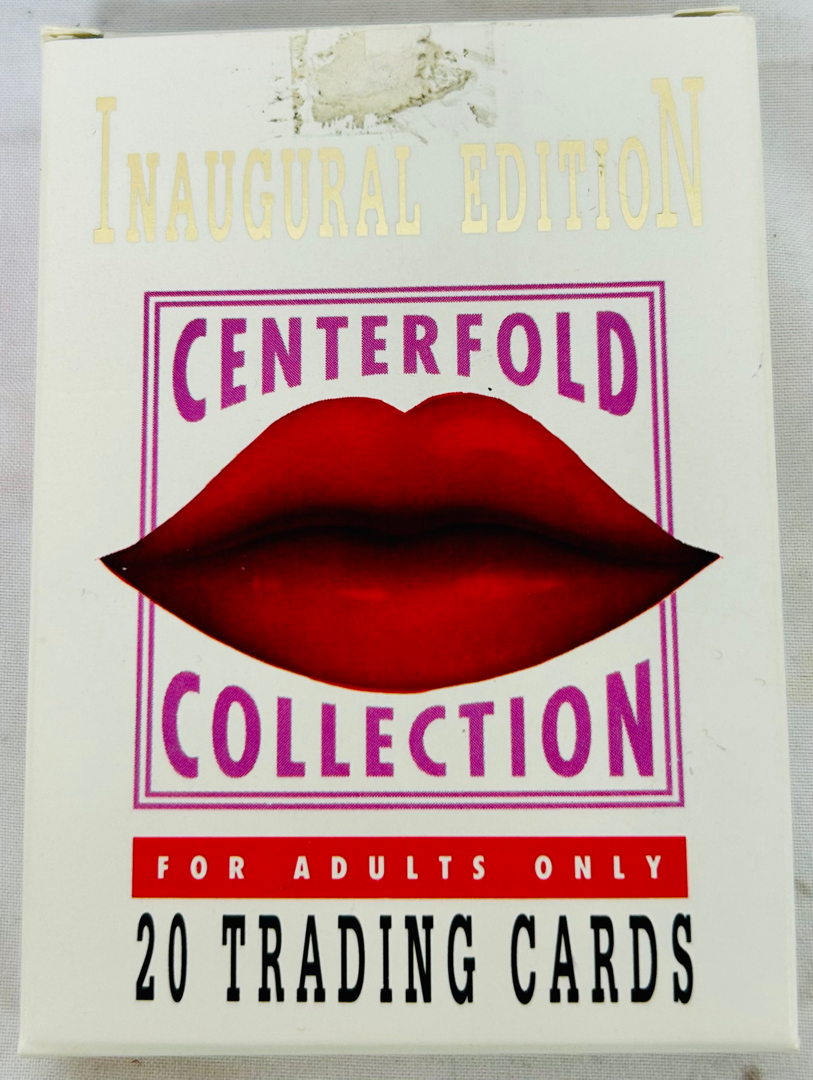 INAUGURAL EDITION
CENTERFOLD
COLLECTION
FOR ADULTS ONLY
20 TRADING CARDS